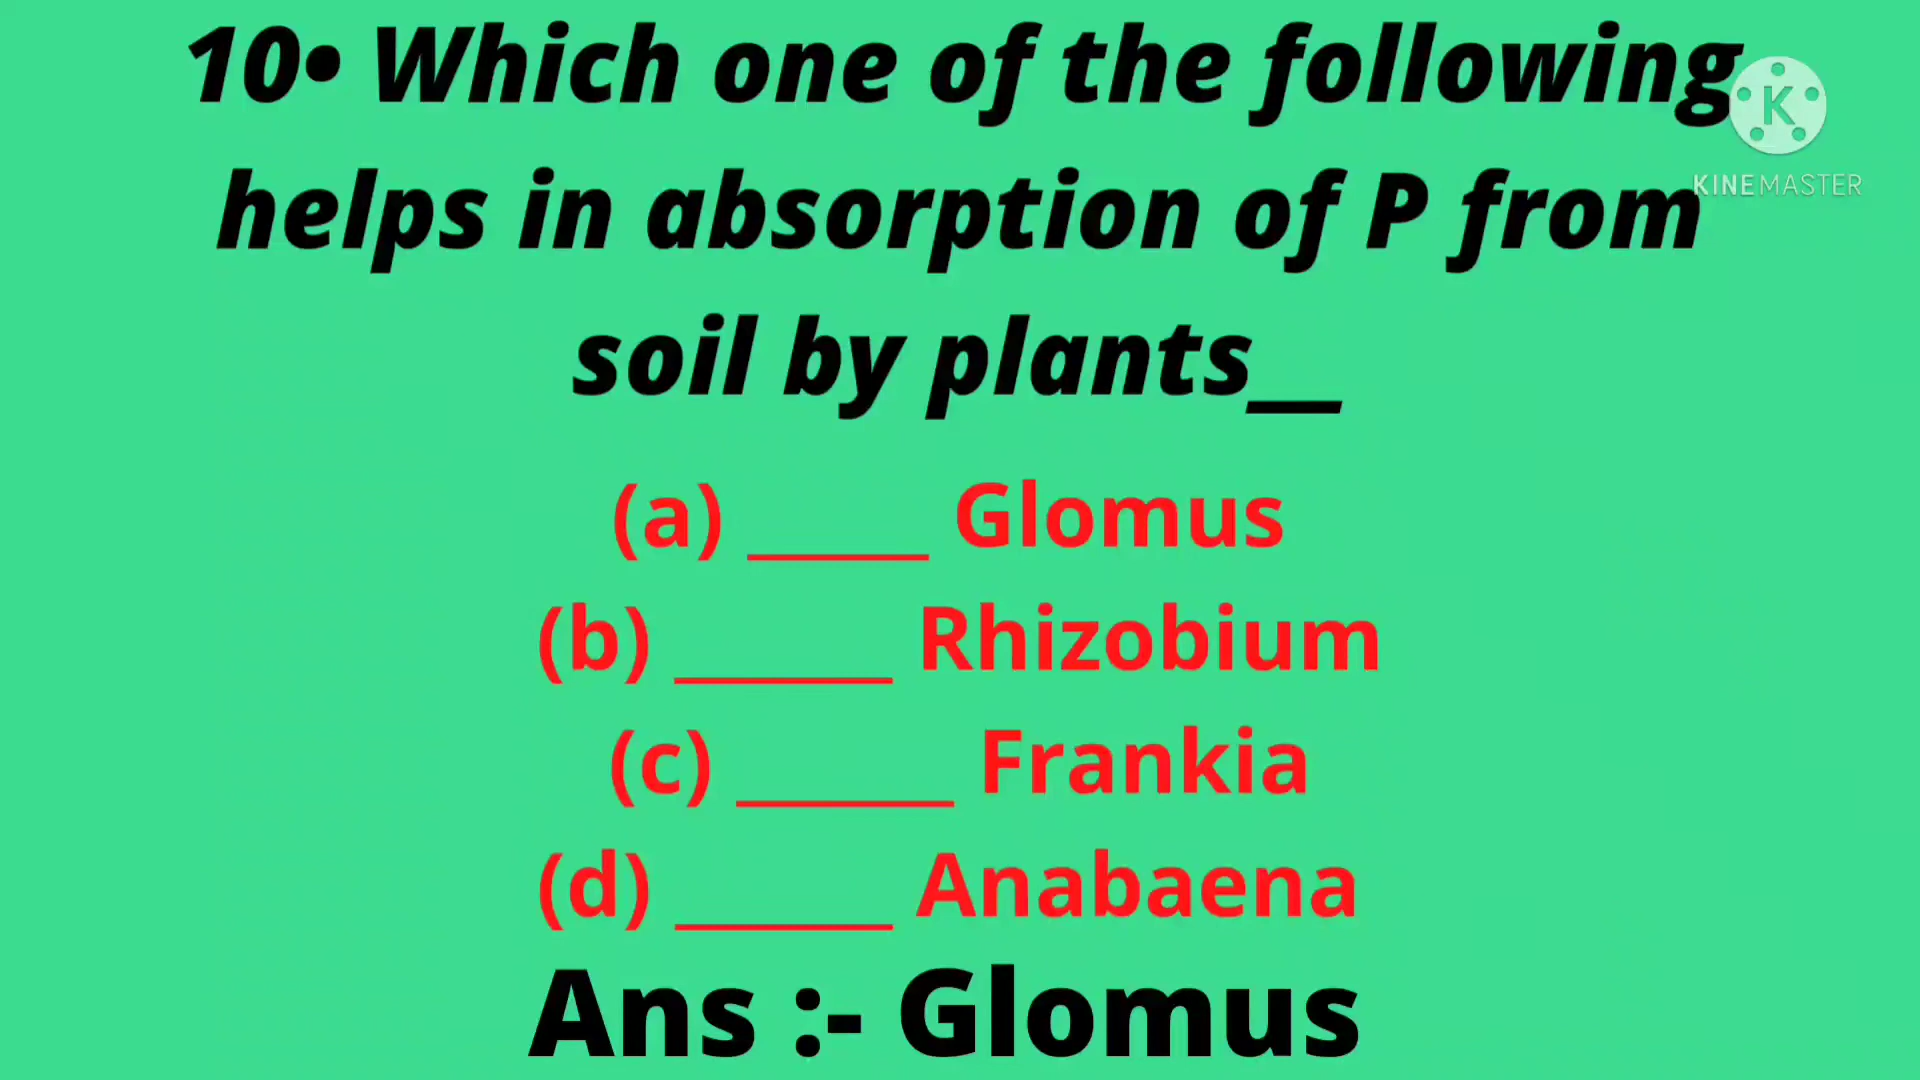 10• Which one of the following
helps in absorption of P from
soil by plants__
(a) _____ Glomus
(b) ______ Rhizobium
(c) ______ Frankia
(d) ______ Anabaena
Ans :- Glomus
K
KINEMASTER